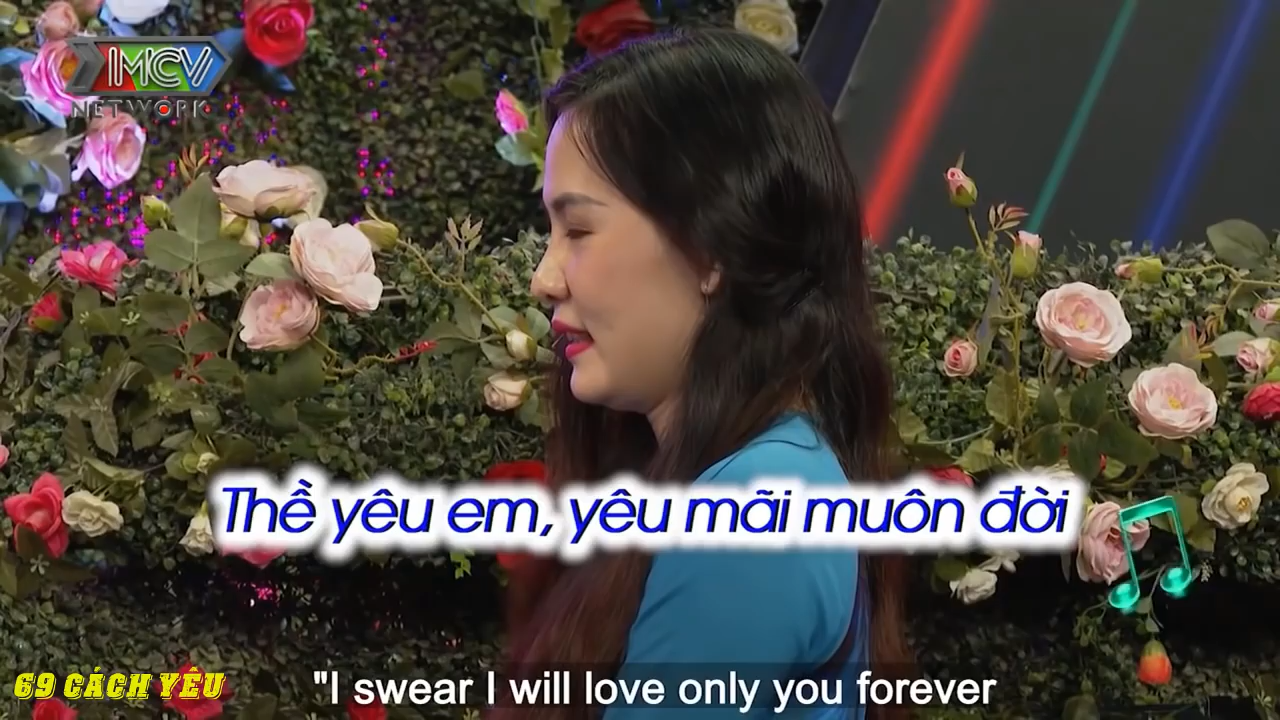 MCV
NETWORK
Thề yêu em, yêu mãi muôn đời
69 CÁCH YÊU
"I swear I will love only you forever